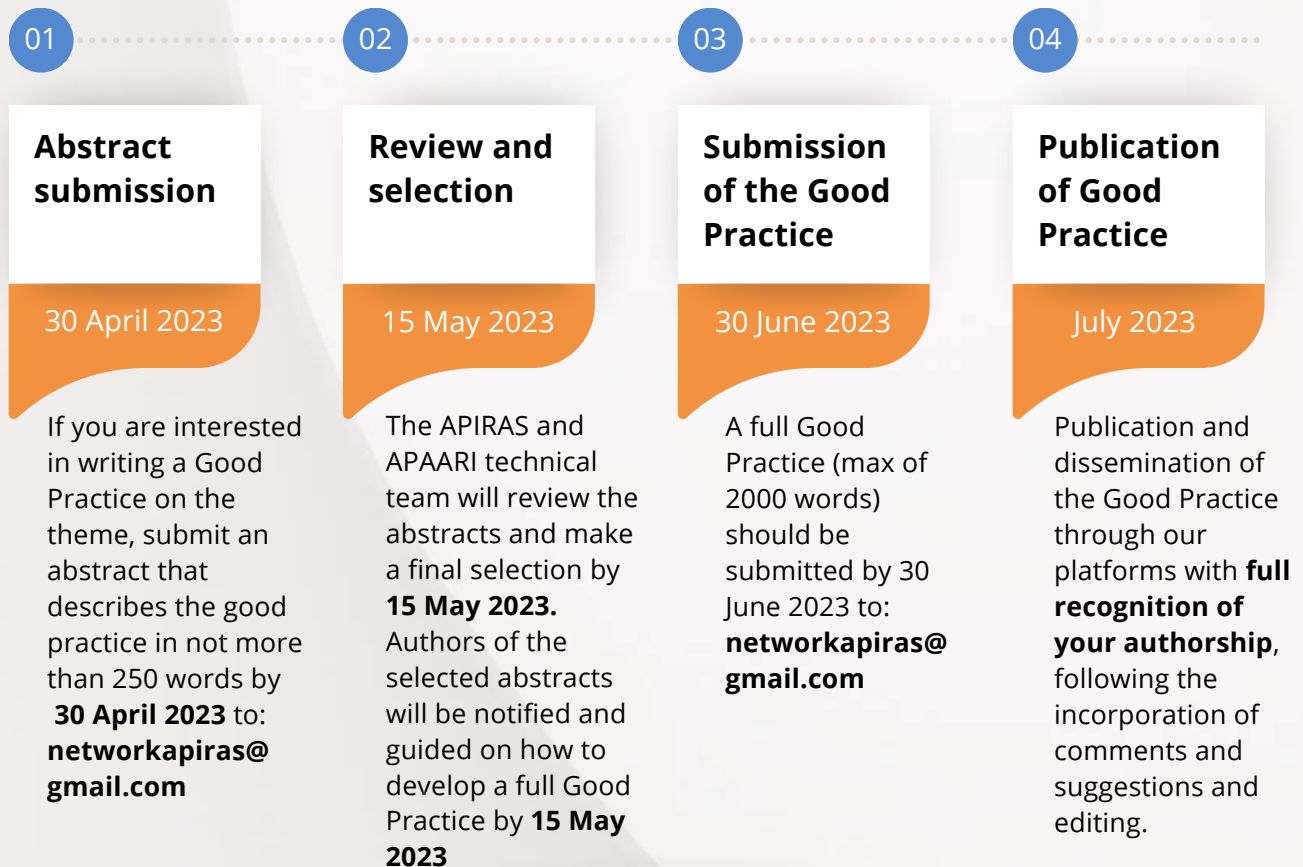 01
Abstract
submission
30 April 2023
If you are interested
in writing a Good
Practice on the
theme, submit an
abstract that
describes the good
practice in not more
than 250 words by
30 April 2023 to:
networkapiras@
gmail.com
02
Review and
selection
15 May 2023
The APIRAS and
APAARI technical
team will review the
abstracts and make
a final selection by
15 May 2023.
Authors of the
selected abstracts
will be notified and
guided on how to
develop a full Good
Practice by 15 May
2023
03
Submission
of the Good
Practice
30 June 2023
A full Good
Practice (max of
2000 words)
should be
submitted by 30
June 2023 to:
networkapiras@
gmail.com
04
Publication
of Good
Practice
July 2023
Publication and
dissemination of
the Good Practice
through our
platforms with full
recognition of
your authorship,
following the
incorporation of
comments and
suggestions and
editing.